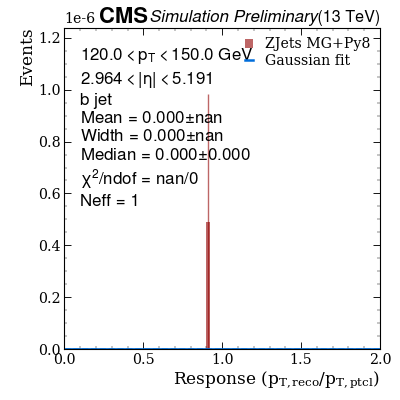 1e-6 CMS Simulation Preliminary (13 TeV)
Events
120.0 < pT < 150.0 GeV
2.964 < |η| < 5.191
b jet
Mean = 0.000±nan
Width = 0.000±nan
Median = 0.000±0.000
χ²/ndof = nan/0
Neff = 1
ZJets MG+Py8
Gaussian fit
1.2
1.0
0.8
0.6
0.4
0.2
0.0
0.0 0.5 1.0 1.5 2.0
Response (pT,reco/pT,ptcl)